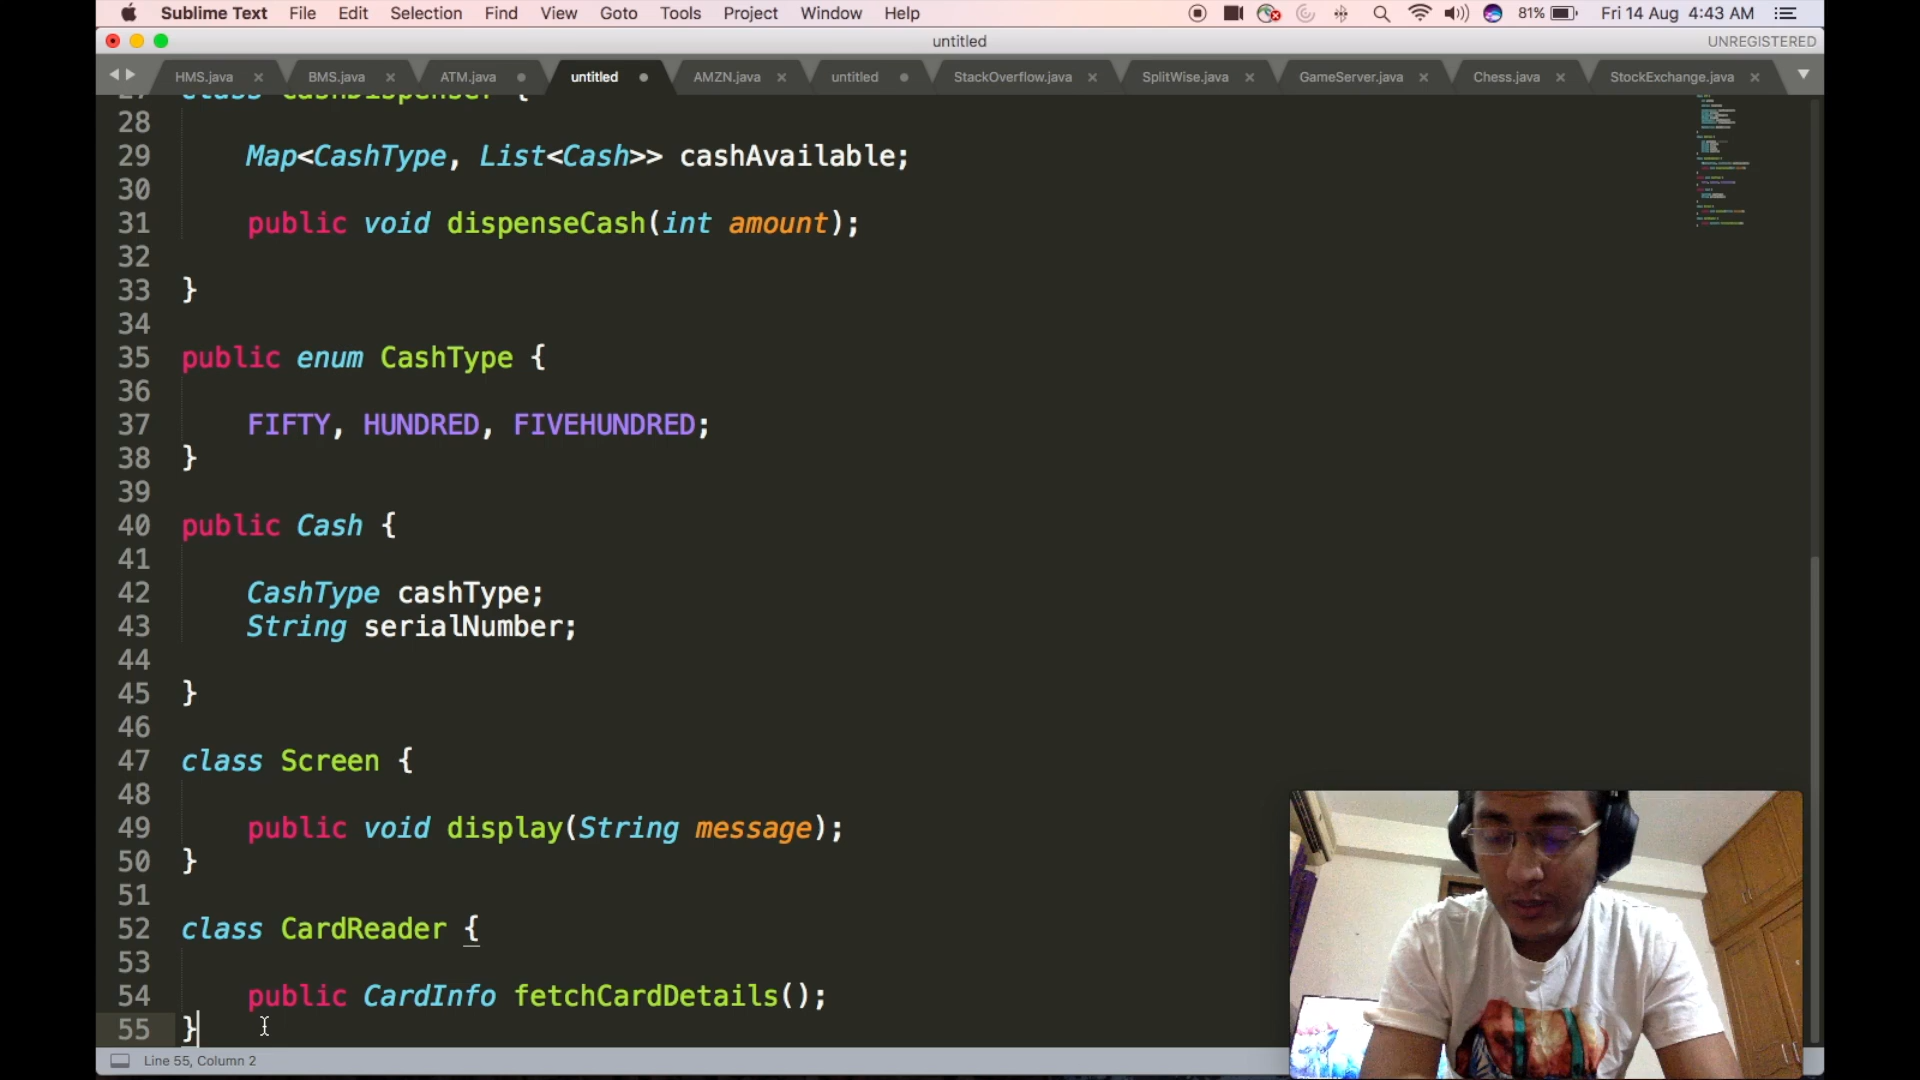 Sublime Text File Edit Selection Find View Goto Tools Project Window Help 81% Fri 14 Aug 4:43 AM
untitled UNREGISTERED
HMS.java BMS.java ATM.java untitled AMZN.java untitled StackOverflow.java SplitWise.java GameServer.java Chess.java StockExchange.java
27 class CashDispenser {
28
29 Map<CashType, List<Cash>> cashAvailable;
30
31 public void dispenseCash(int amount);
32
33 }
34
35 public enum CashType {
36
37 FIFTY, HUNDRED, FIVEHUNDRED;
38 }
39
40 public Cash {
41
42 CashType cashType;
43 String serialNumber;
44
45 }
46
47 class Screen {
48
49 public void display(String message);
50 }
51
52 class CardReader {
53
54 public CardInfo fetchCardDetails();
55 }
Line 55, Column 2